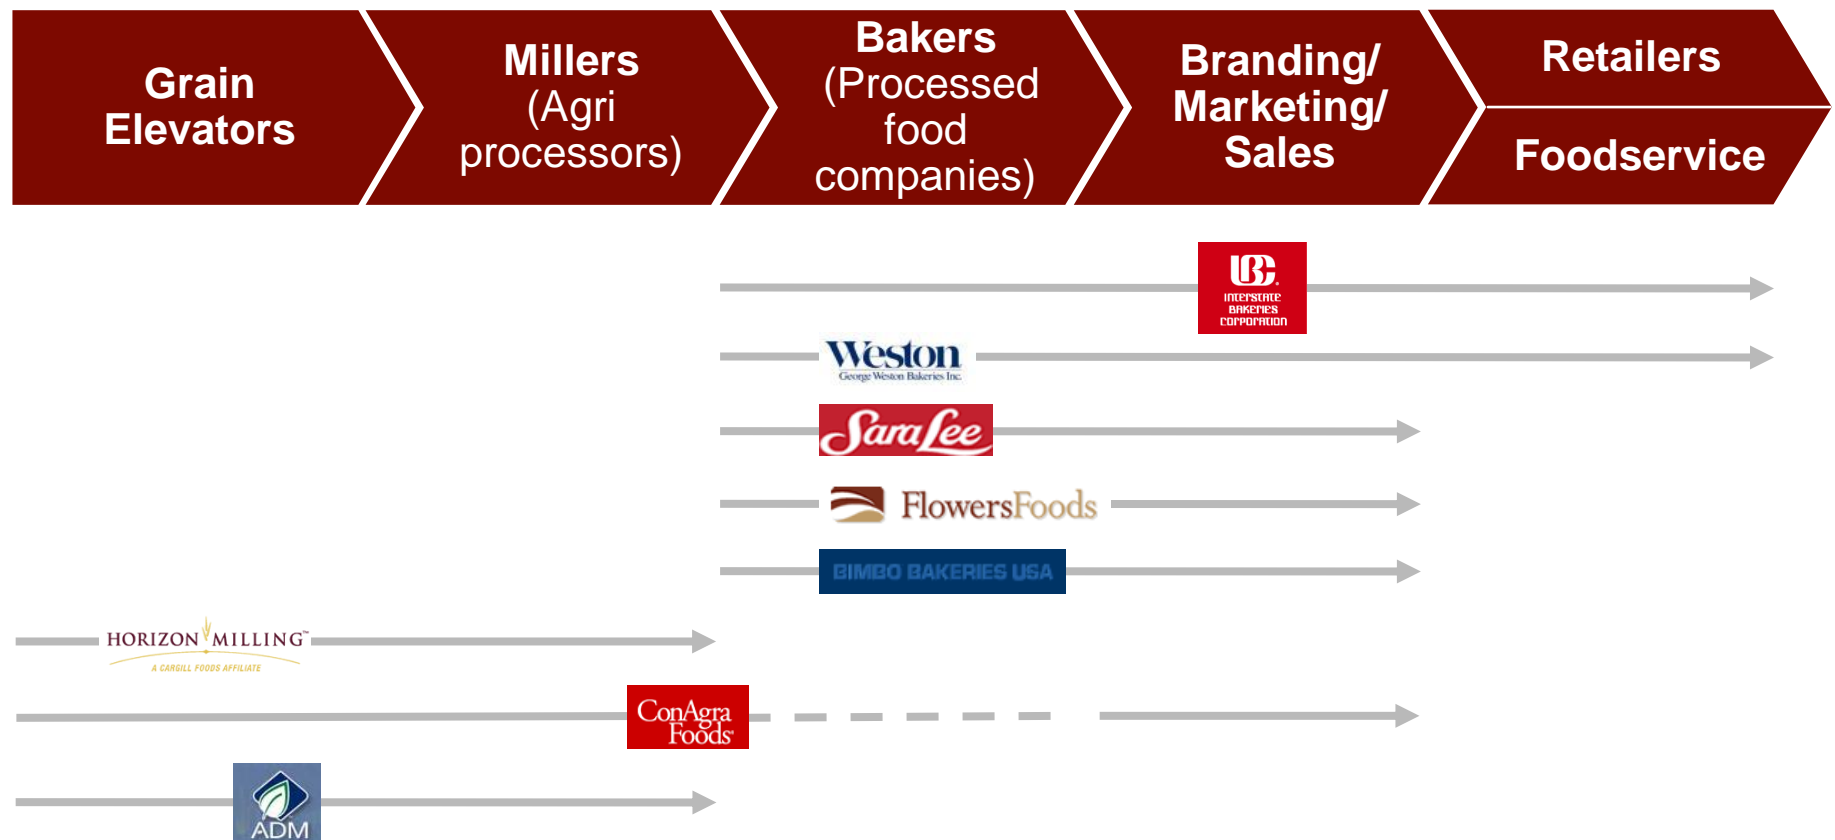 Grain
Elevators
Millers
(Agri
processors)
Bakers
(Processed
food
companies)
Branding/
Marketing/
Sales
Retailers
Foodservice
IBC
INTERSTATE
BAKERIES
CORPORATION
Weston
George Weston Bakeries Inc.
Sara Lee
FlowersFoods
BIMBO BAKERIES USA
HORIZON MILLING™
A CARGILL FOODS AFFILIATE
ConAgra
Foods®
ADM